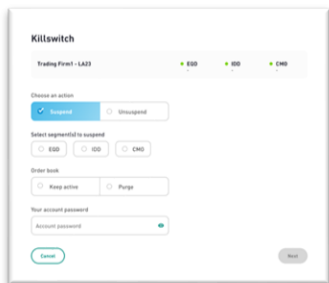 Killswitch
Trading Firm1 - LA23 EQD IDD CMO
Choose an action
Suspend Unsuspend
Select segment(s) to suspend
EQD IDD CMO
Order book
Keep active Purge
Your account password
Account password
Cancel Next